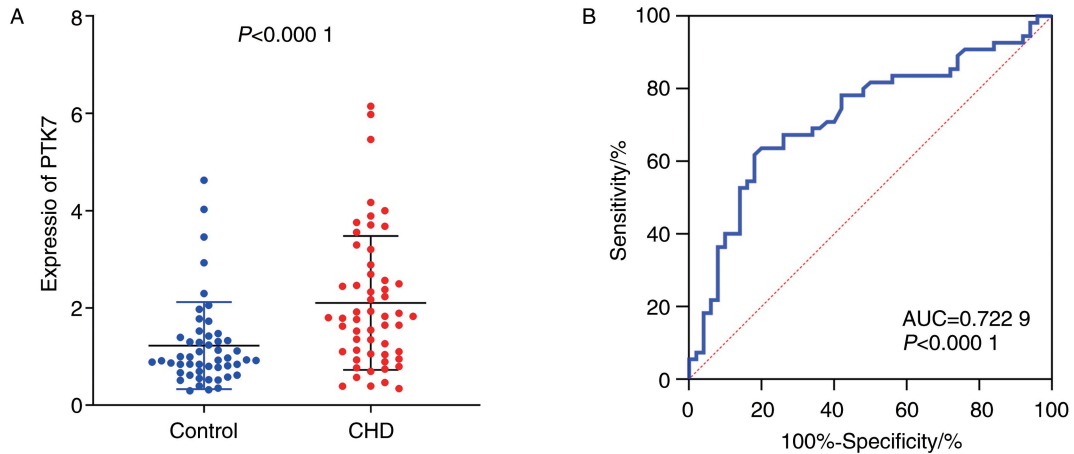 A
P<0.000 1
Expressio of PTK7
8
6
4
2
0
Control
CHD
B
Sensitivity/%
100
80
60
40
20
0
AUC=0.722 9
P<0.000 1
0
20
40
60
80
100
100%-Specificity/%